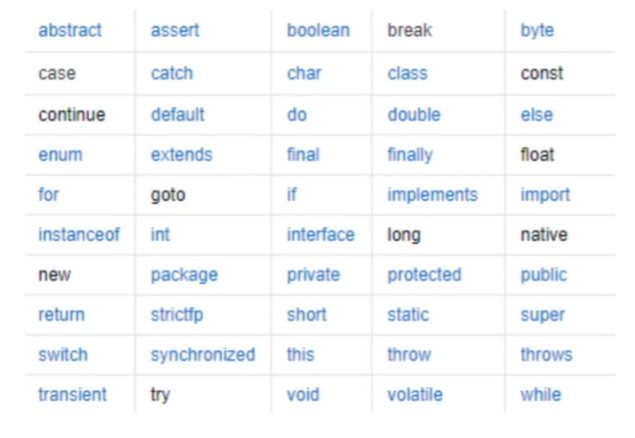 abstract assert boolean break byte
case catch char class const
continue default do double else
enum extends final finally float
for goto if implements import
instanceof int interface long native
new package private protected public
return strictfp short static super
switch synchronized this throw throws
transient try void volatile while